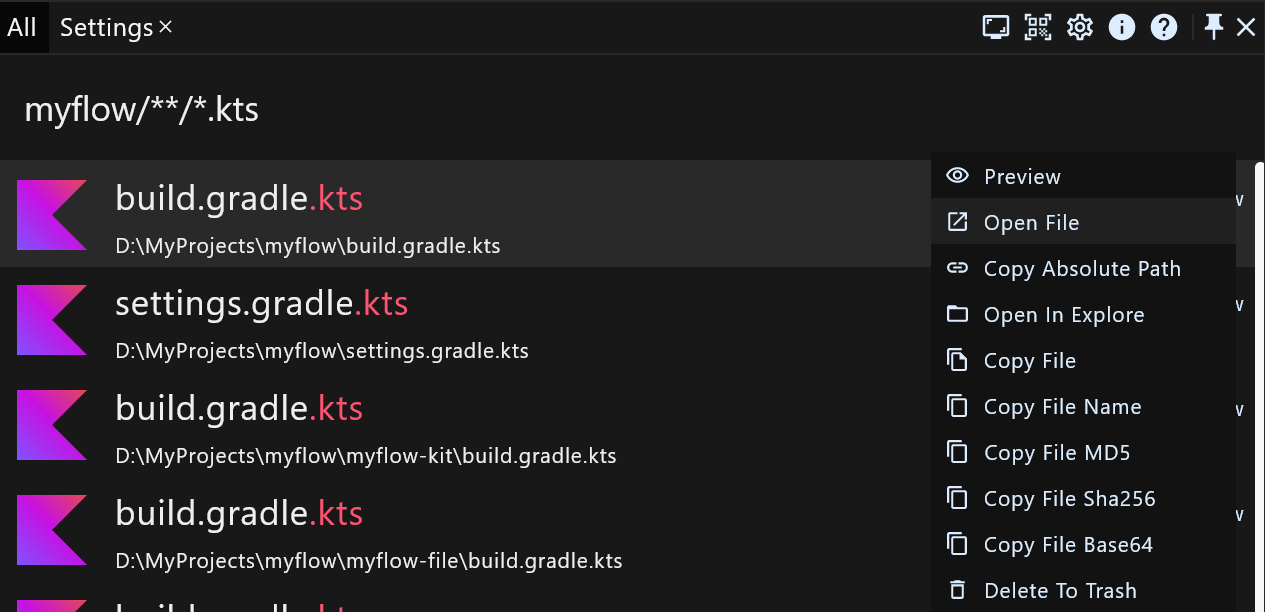 All Settings ×
myflow/**/*.kts
build.gradle.kts
D:\MyProjects\myflow\build.gradle.kts
settings.gradle.kts
D:\MyProjects\myflow\settings.gradle.kts
build.gradle.kts
D:\MyProjects\myflow\myflow-kit\build.gradle.kts
build.gradle.kts
D:\MyProjects\myflow\myflow-file\build.gradle.kts
Preview
Open File
Copy Absolute Path
Open In Explore
Copy File
Copy File Name
Copy File MD5
Copy File Sha256
Copy File Base64
Delete To Trash